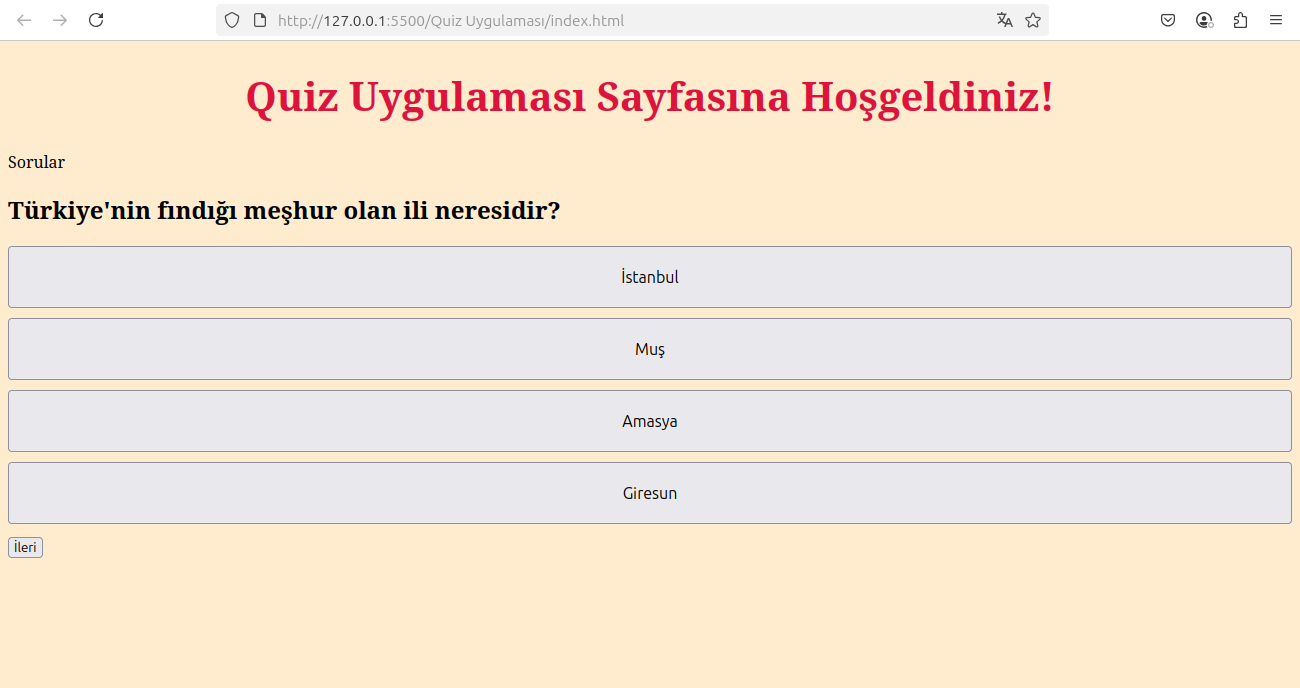 http://127.0.0.1:5500/Quiz Uygulaması/index.html
Quiz Uygulaması Sayfasına Hoşgeldiniz!
Sorular
Türkiye'nin fındığı meşhur olan ili neresidir?
İstanbul
Muş
Amasya
Giresun
İleri